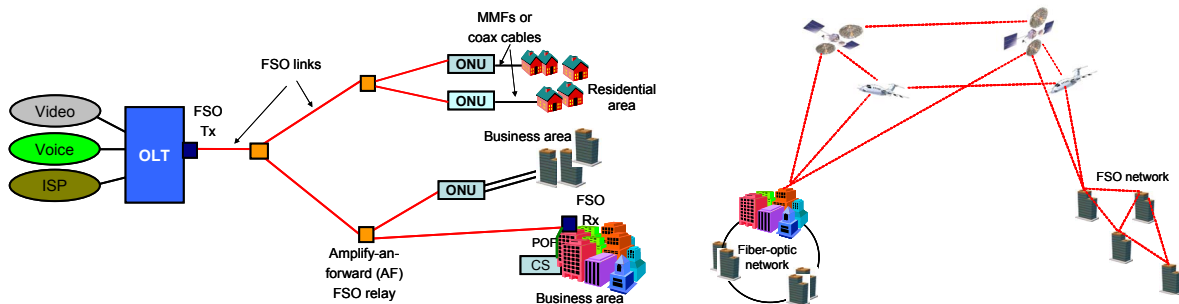 MMFs or
coax cables
FSO links
ONU
ONU
Residential
area
Video
Voice
ISP
OLT
FSO
Tx
Business area
ONU
FSO
Rx
POF
CS
Amplify-an-
forward (AF)
FSO relay
Business area
Fiber-optic
network
FSO network